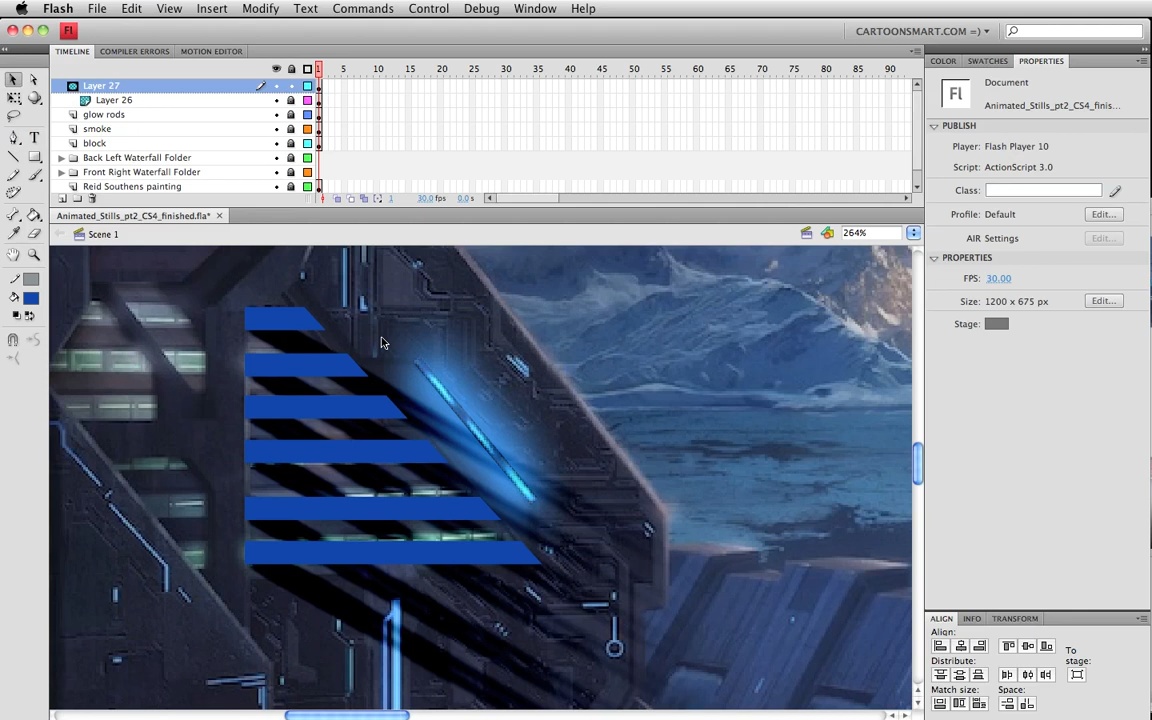 Flash File Edit View Insert Modify Text Commands Control Debug Window Help
Fl CARTOONSMART.COM =)
TIMELINE COMPILER ERRORS MOTION EDITOR
COLOR SWATCHES PROPERTIES
1 5 10 15 20 25 30 35 40 45 50 55 60 65 70 75 80 85 90
Layer 27
Layer 26
glow rods
smoke
block
Back Left Waterfall Folder
Front Right Waterfall Folder
Reid Southens painting
1 30.0 fps 0.0 s
Animated_Stills_pt2_CS4_finished.fla*
Scene 1 264%
T
Fl Document
Animated_Stills_pt2_CS4_finis...
PUBLISH
Player: Flash Player 10
Script: ActionScript 3.0
Class:
Profile: Default Edit...
AIR Settings Edit...
PROPERTIES
FPS: 30.00
Size: 1200 x 675 px Edit...
Stage:
ALIGN INFO TRANSFORM
Align:
To stage:
Distribute:
Match size: Space: